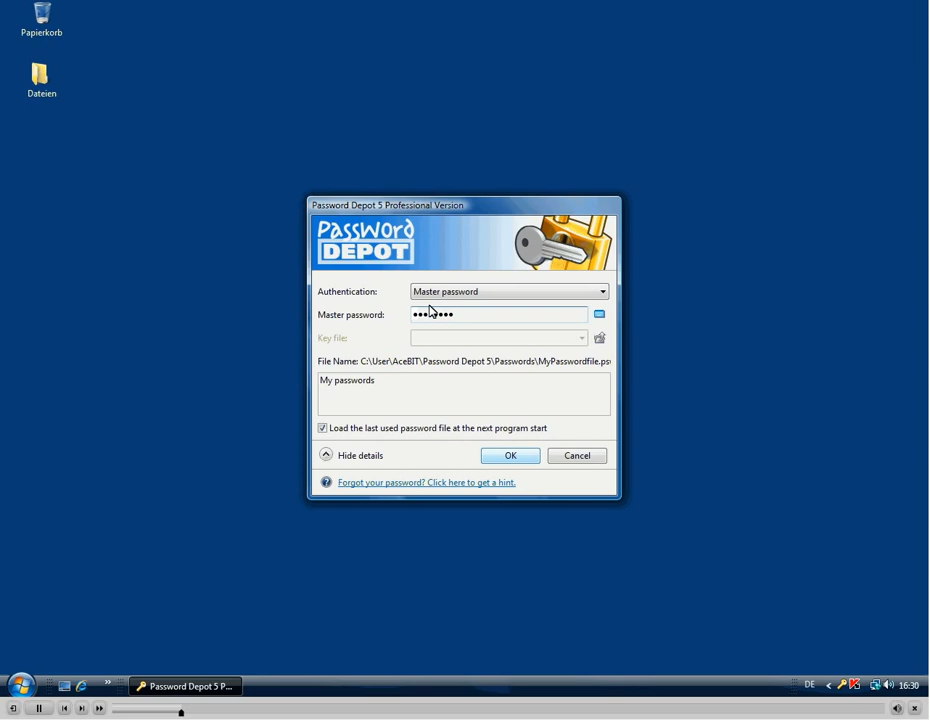 Papierkorb
Dateien
Password Depot 5 Professional Version
PassWord
DEPOT
Authentication: Master password
Master password: ••••••••
Key file:
File Name: C:\User\AceBIT\Password Depot 5\Passwords\MyPasswordfile.ps
My passwords
Load the last used password file at the next program start
Hide details OK Cancel
Forgot your password? Click here to get a hint.
Password Depot 5 P... DE 16:30